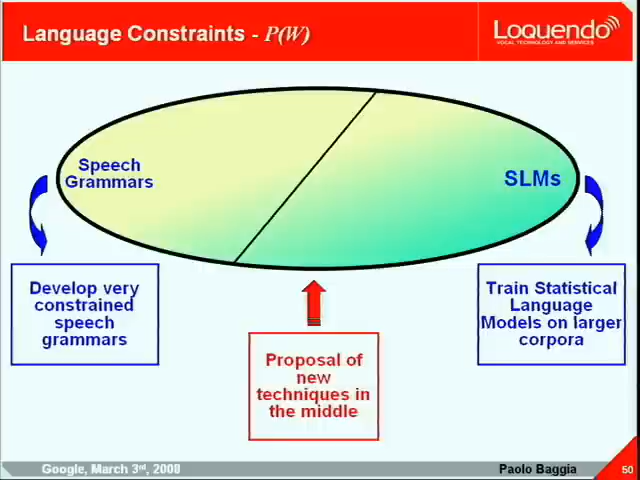 Language Constraints - P(W)
Loquendo
VOCAL TECHNOLOGY AND SERVICES
Speech
Grammars
SLMs
Develop very
constrained
speech
grammars
Proposal of
new
techniques in
the middle
Train Statistical
Language
Models on larger
corpora
Google, March 3rd, 2008
Paolo Baggia
50